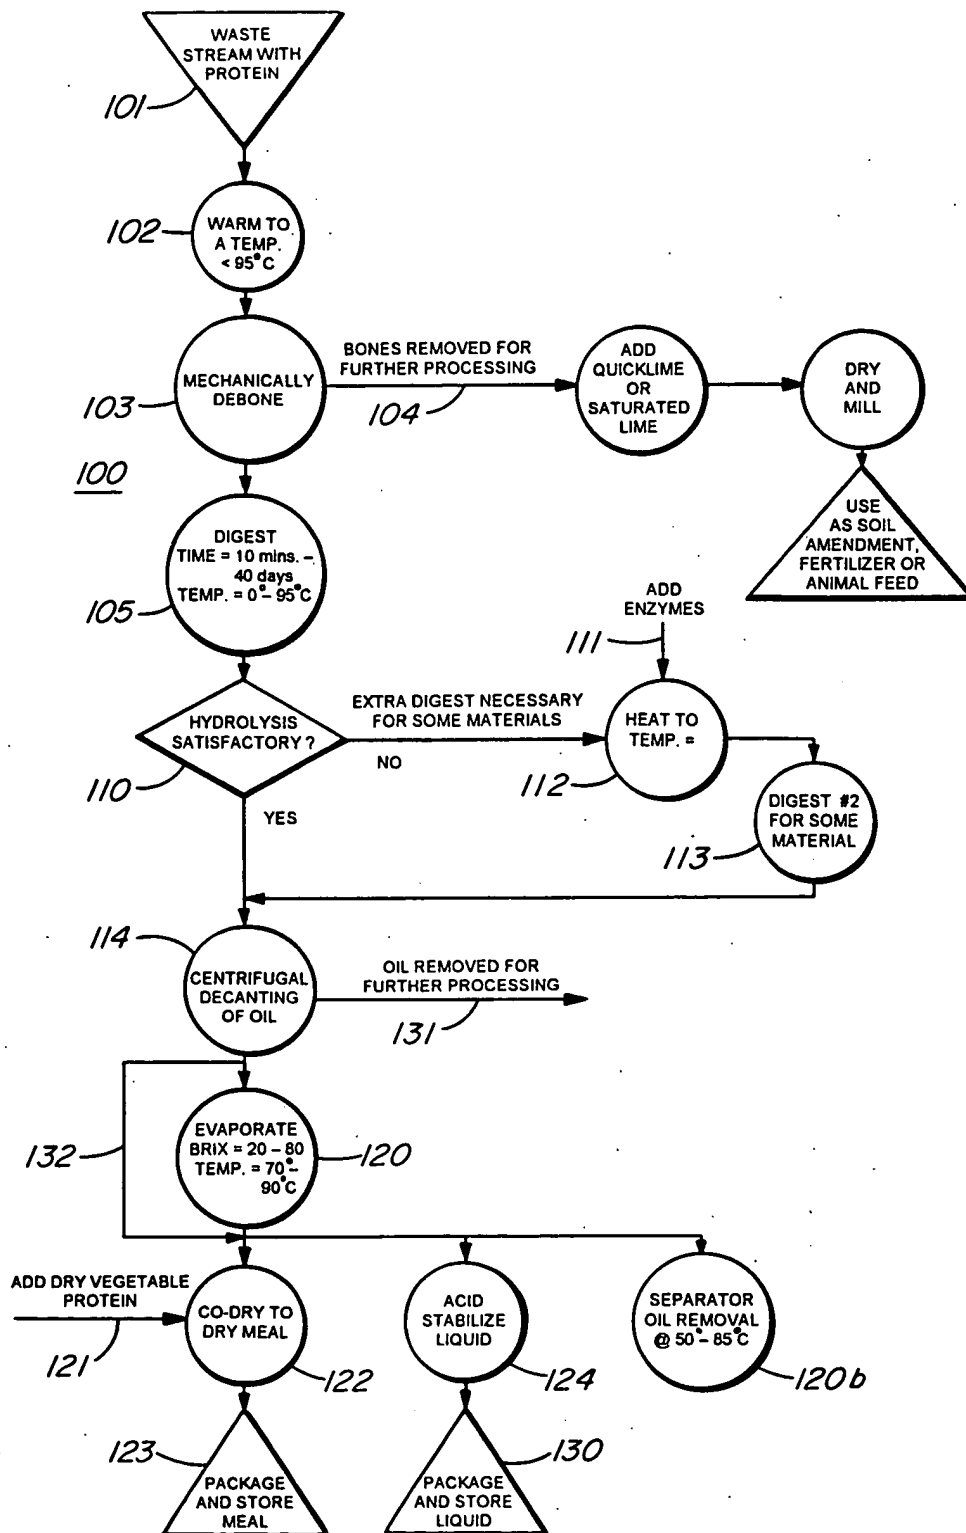 WASTE
STREAM WITH
PROTEIN
101
102
WARM TO
A TEMP.
< 95°C
103
MECHANICALLY
DEBONE
BONES REMOVED FOR
FURTHER PROCESSING
104
ADD
QUICKLIME
OR
SATURATED
LIME
DRY
AND
MILL
USE
AS SOIL
AMENDMENT,
FERTILIZER OR
ANIMAL FEED
100
DIGEST
TIME = 10 mins. –
40 days
TEMP. = 0° – 95°C
105
ADD
ENZYMES
111
HYDROLYSIS
SATISFACTORY ?
110
EXTRA DIGEST NECESSARY
FOR SOME MATERIALS
NO
YES
HEAT TO
TEMP. =
112
DIGEST #2
FOR SOME
MATERIAL
113
114
CENTRIFUGAL
DECANTING
OF OIL
OIL REMOVED FOR
FURTHER PROCESSING
131
EVAPORATE
BRIX = 20 – 80
TEMP. = 70° –
90°C
120
132
ADD DRY VEGETABLE
PROTEIN
121
CO-DRY TO
DRY MEAL
122
ACID
STABILIZE
LIQUID
124
SEPARATOR
OIL REMOVAL
@ 50° – 85°C
120b
123
PACKAGE
AND STORE
MEAL
130
PACKAGE
AND STORE
LIQUID